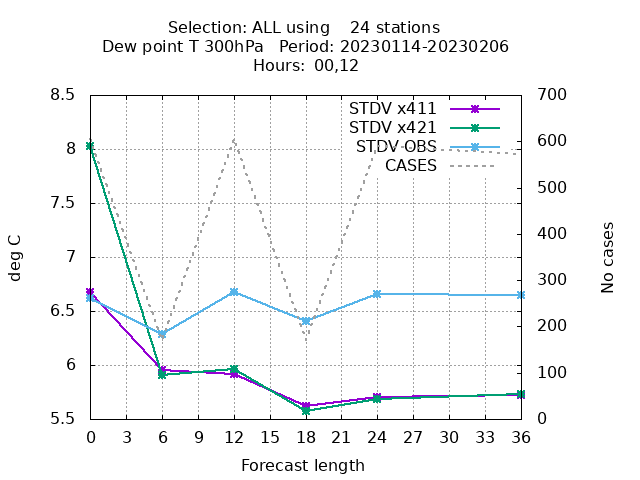 Selection: ALL using    24 stations
Dew point T 300hPa   Period: 20230114-20230206
Hours:  00,12
8.5
8
7.5
7
6.5
6
5.5
deg C
STDV x411
STDV x421
STDV OBS
CASES
700
600
500
400
300
200
100
0
No cases
0 3 6 9 12 15 18 21 24 27 30 33 36
Forecast length